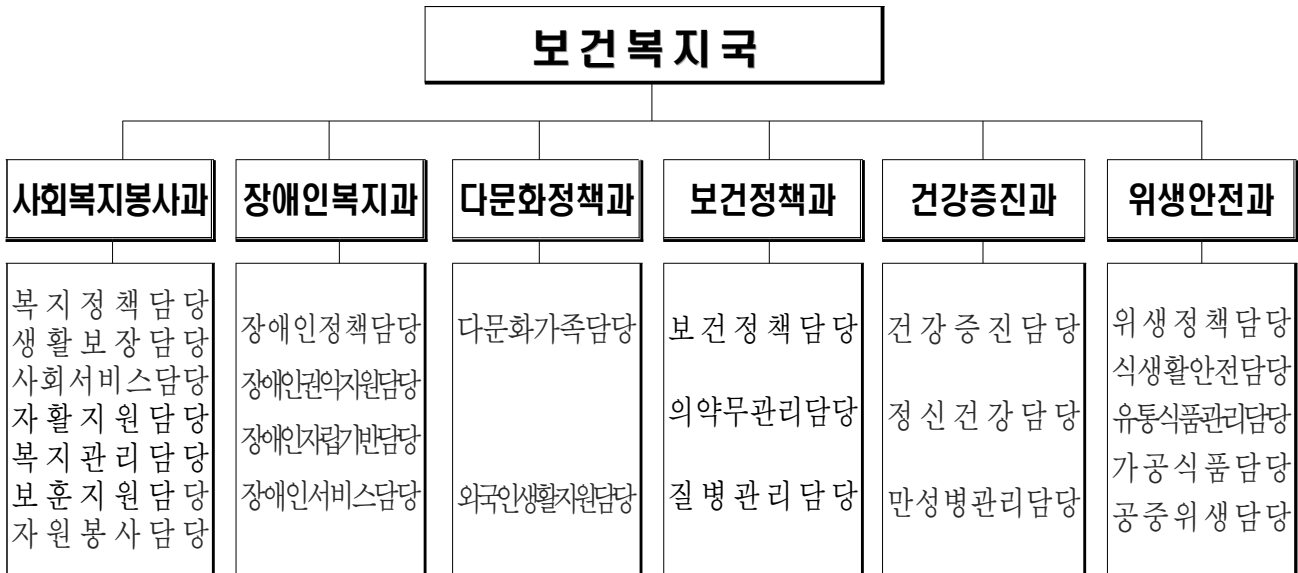 보건복지국
사회복지봉사과
장애인복지과
다문화정책과
보건정책과
건강증진과
위생안전과
복지정책담당
생활보장담당
사회서비스담당
자활지원담당
복지관리담당
보훈지원담당
자원봉사담당
장애인정책담당
장애인권익지원담당
장애인자립기반담당
장애인서비스담당
다문화가족담당
외국인생활지원담당
보건정책담당
의약무관리담당
질병관리담당
건강증진담당
정신건강담당
만성병관리담당
위생정책담당
식생활안전담당
유통식품관리담당
가공식품담당
공중위생담당